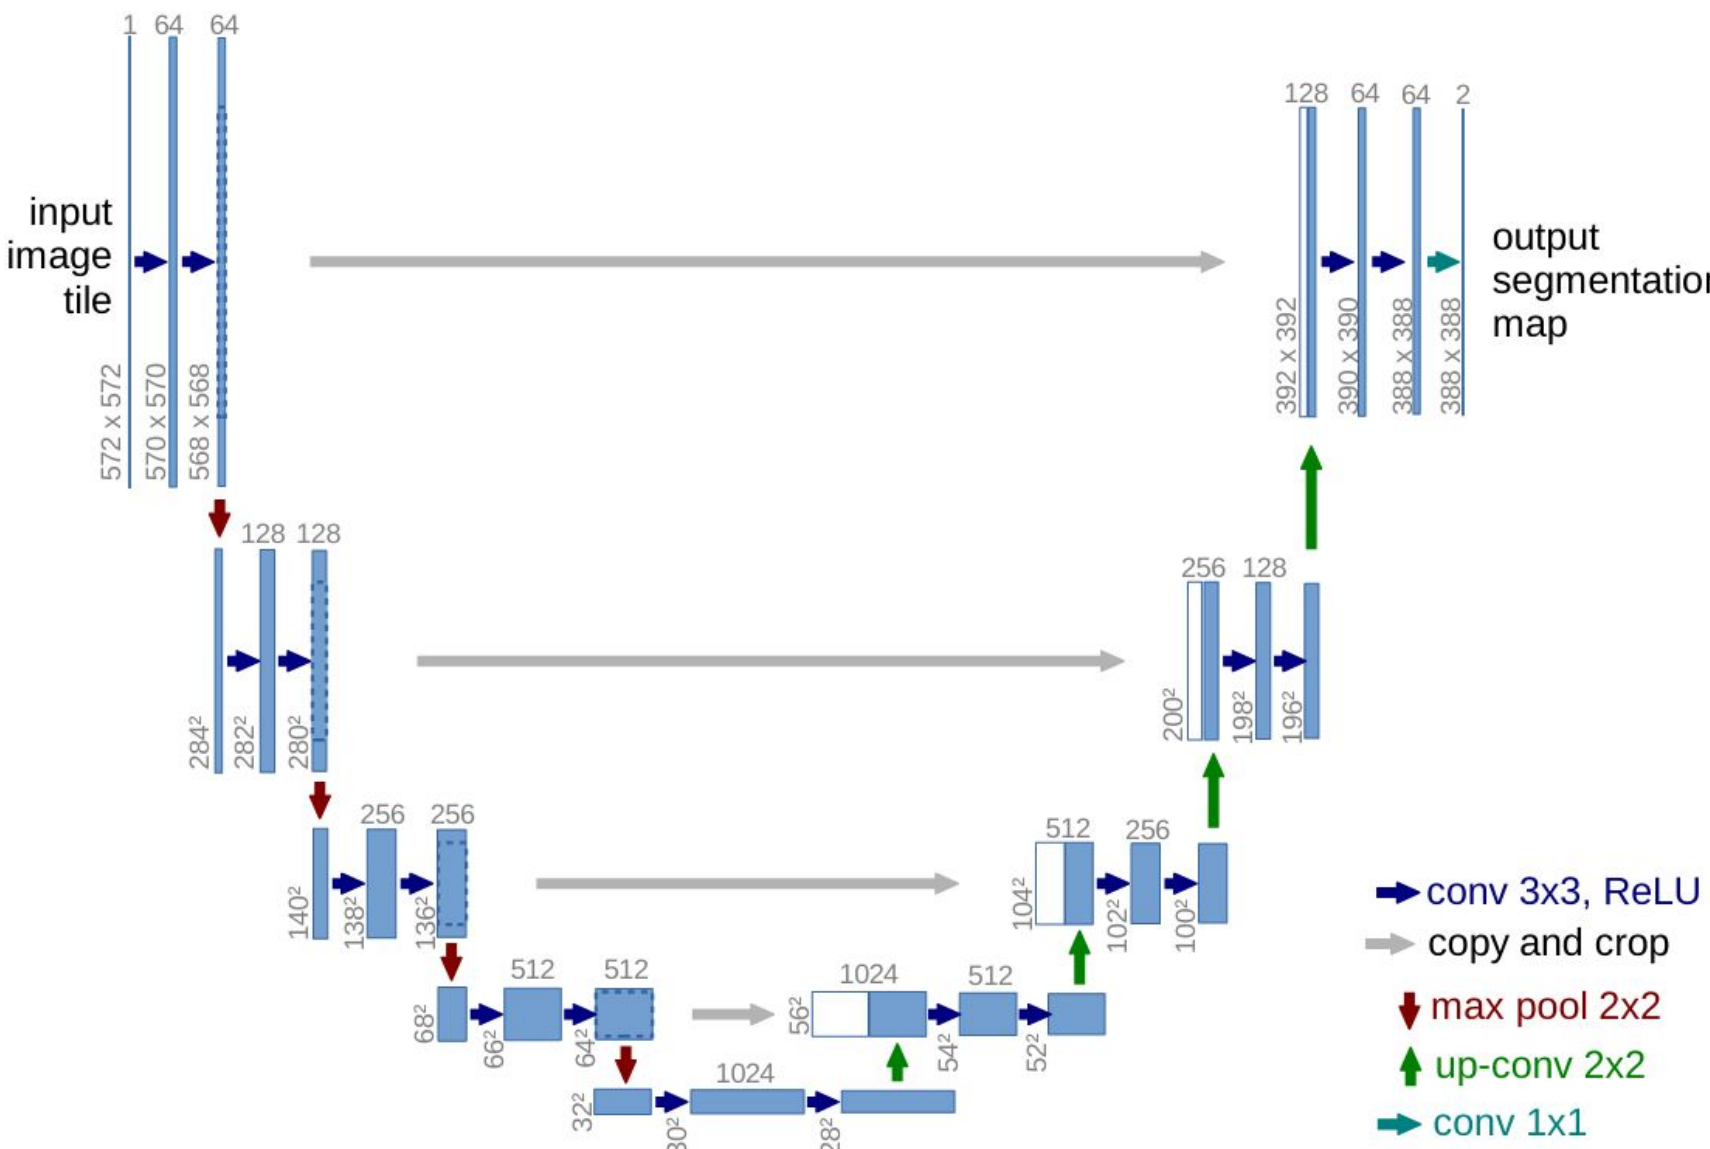 1 64 64
128 64 64 2
input
image
tile
output
segmentation
map
572 x 572
570 x 570
568 x 568
392 x 392
390 x 390
388 x 388
388 x 388
128 128
256 128
284²
282²
280²
200²
198²
196²
256 256
512 256
140²
138²
136²
104²
102²
100²
512 512
1024 512
68²
66²
64²
56²
54²
52²
1024
32²
30²
28²
conv 3x3, ReLU
copy and crop
max pool 2x2
up-conv 2x2
conv 1x1